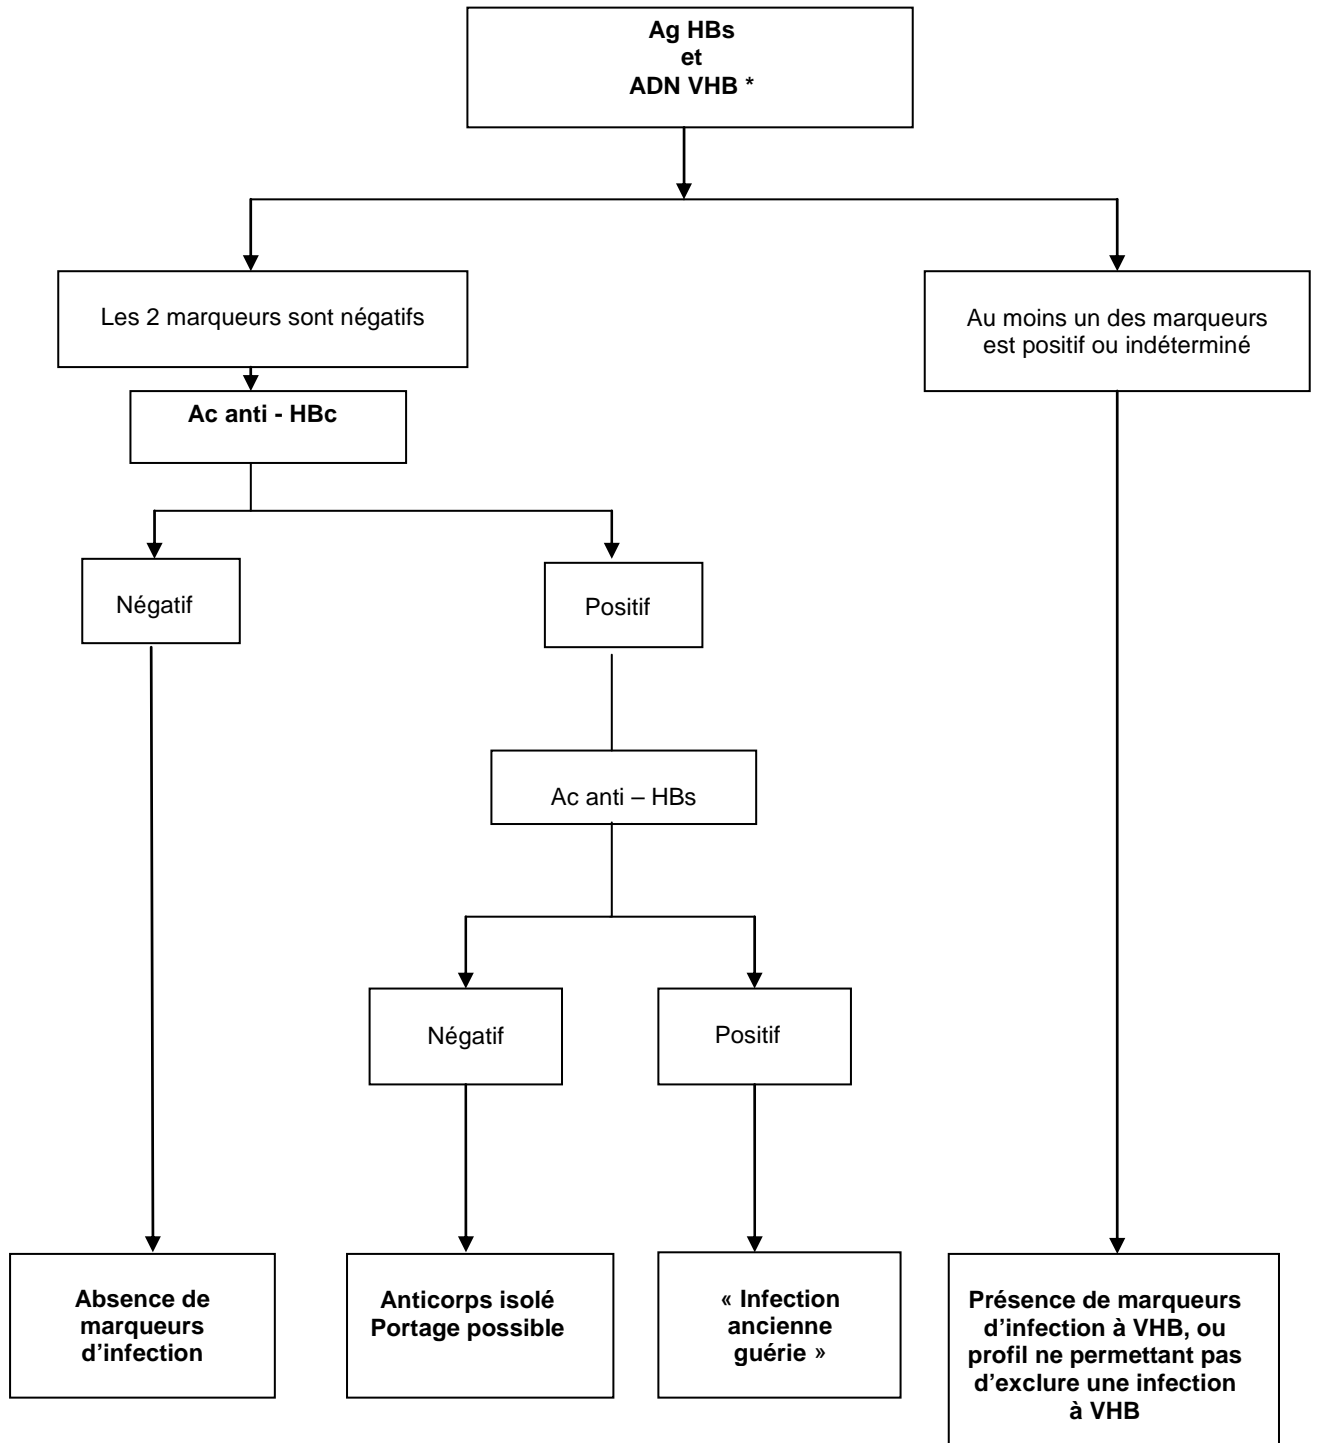 Ag HBs
et
ADN VHB *
Les 2 marqueurs sont négatifs
Au moins un des marqueurs
est positif ou indéterminé
Ac anti - HBc
Négatif
Positif
Ac anti – HBs
Négatif
Positif
Absence de
marqueurs
d’infection
Anticorps isolé
Portage possible
« Infection
ancienne
guérie »
Présence de marqueurs
d’infection à VHB, ou
profil ne permettant pas
d’exclure une infection
à VHB